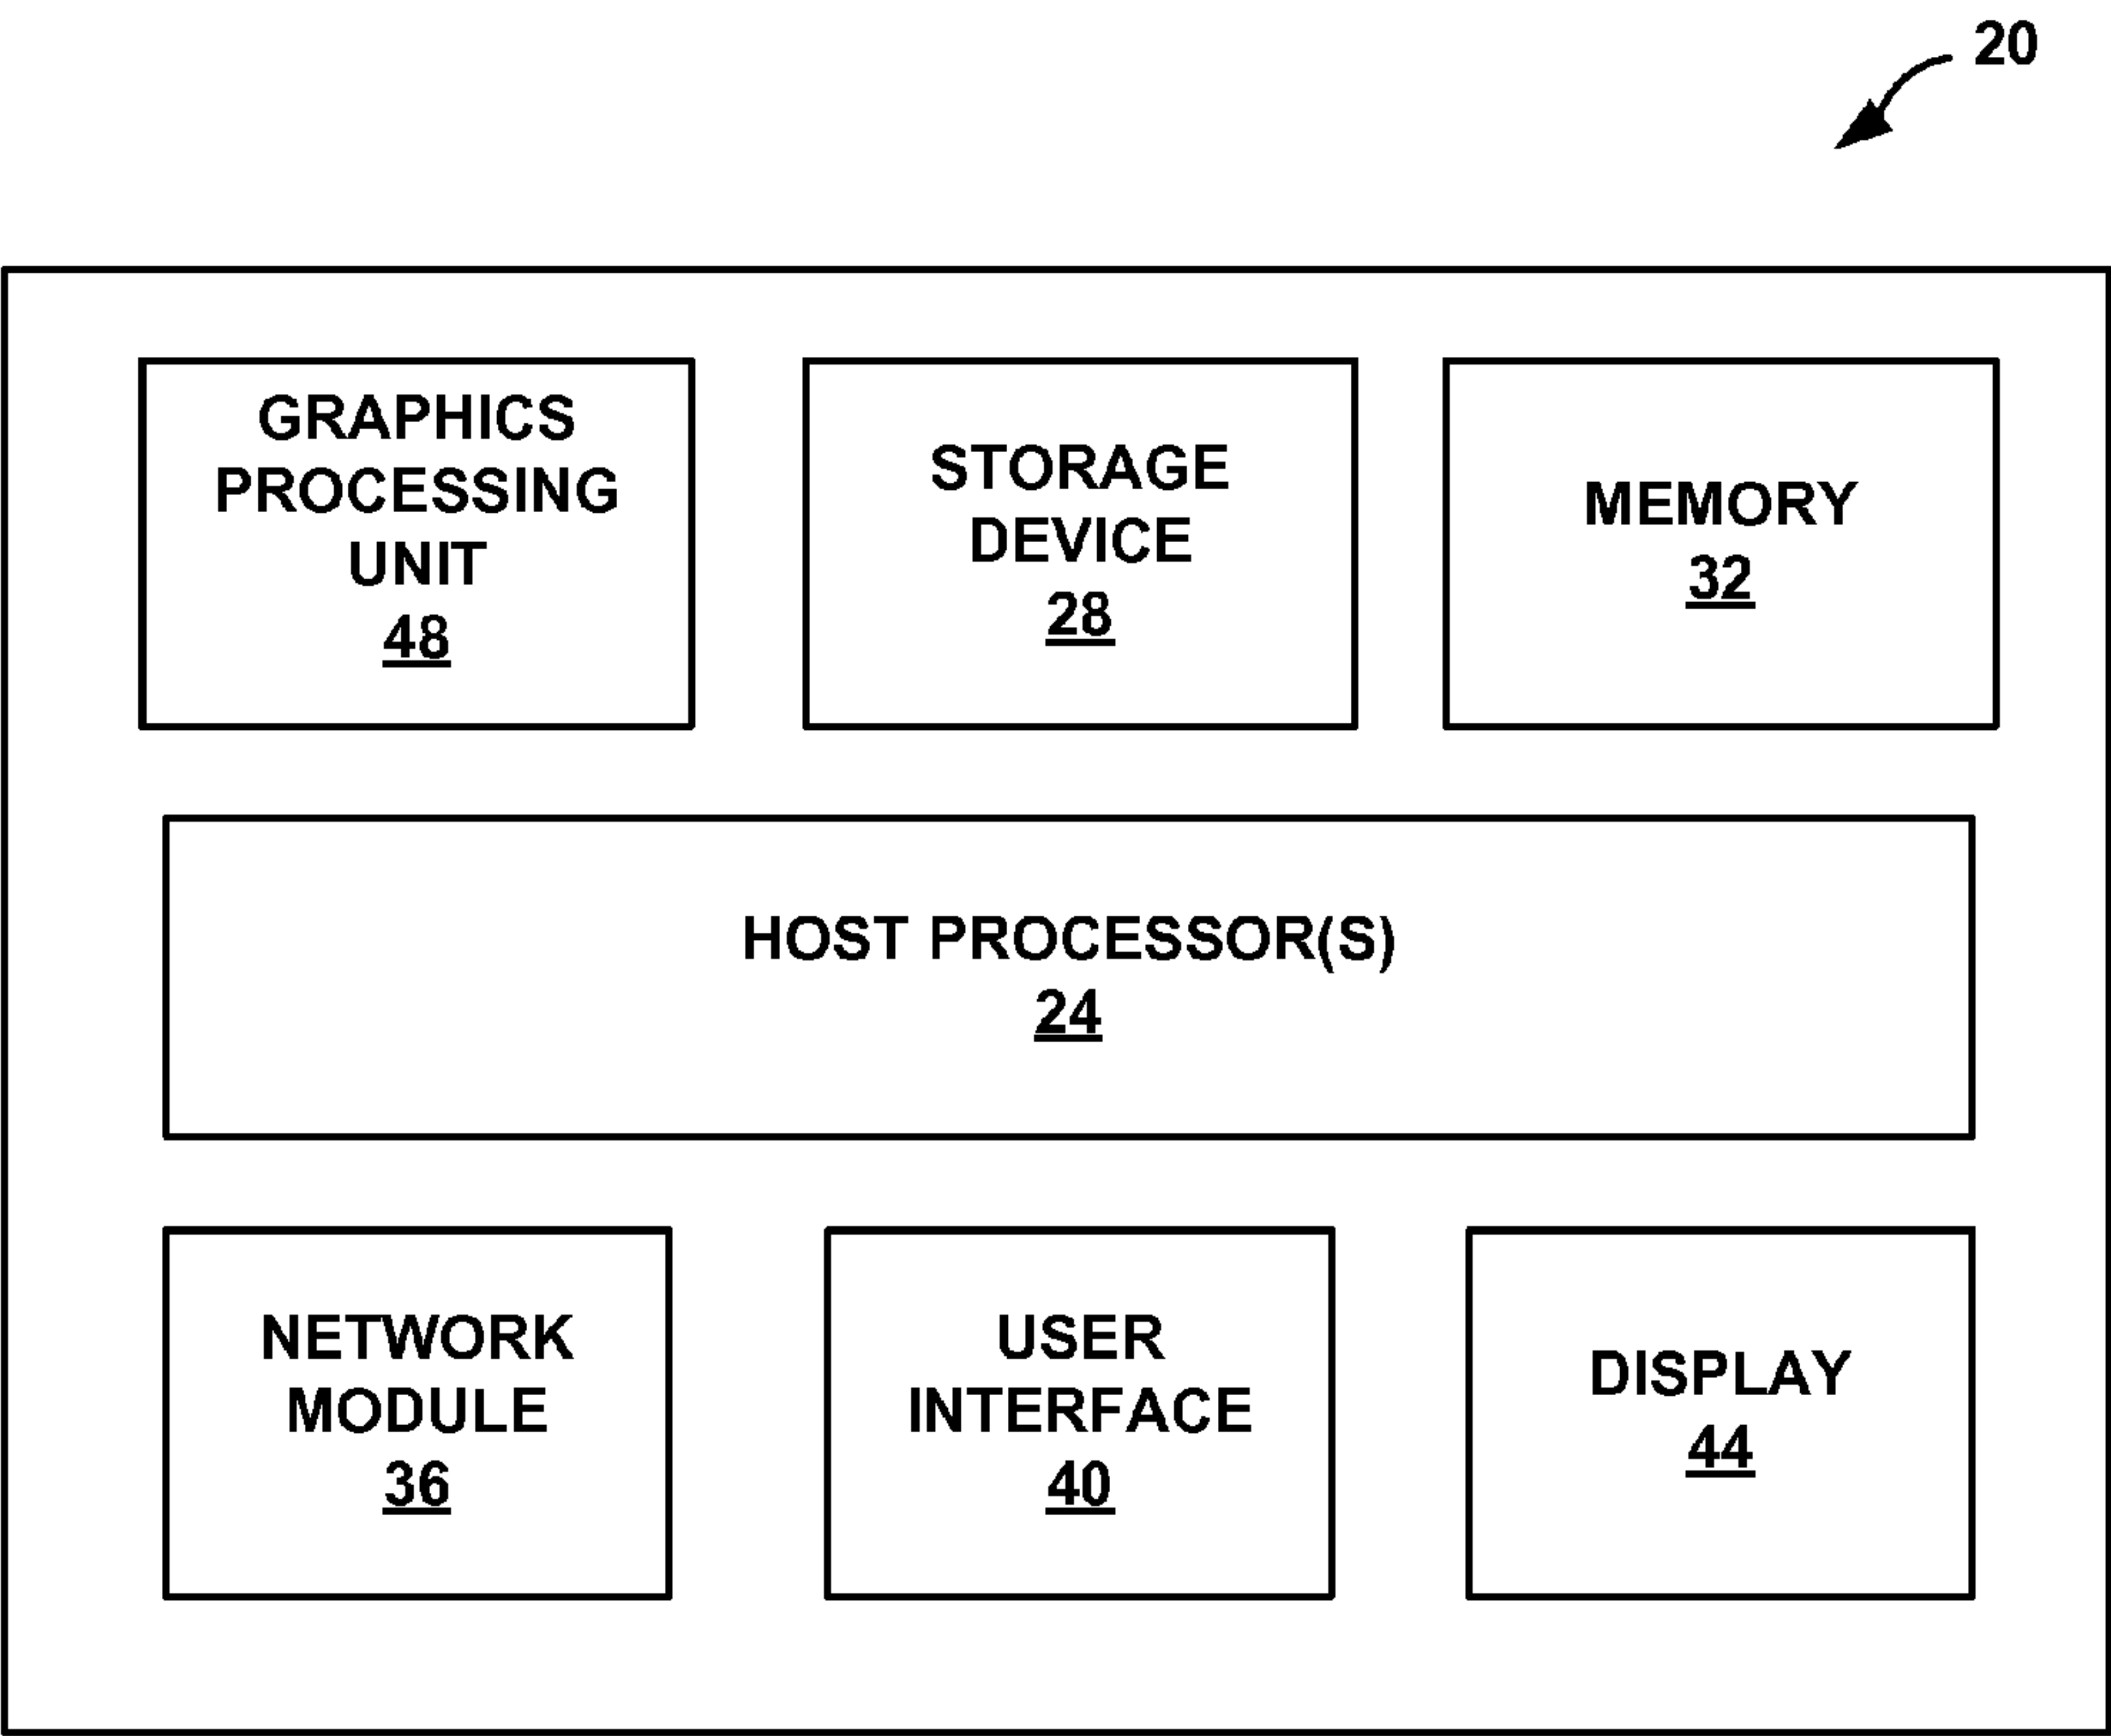 20
GRAPHICS
PROCESSING
UNIT
48
STORAGE
DEVICE
28
MEMORY
32
HOST PROCESSOR(S)
24
NETWORK
MODULE
36
USER
INTERFACE
40
DISPLAY
44